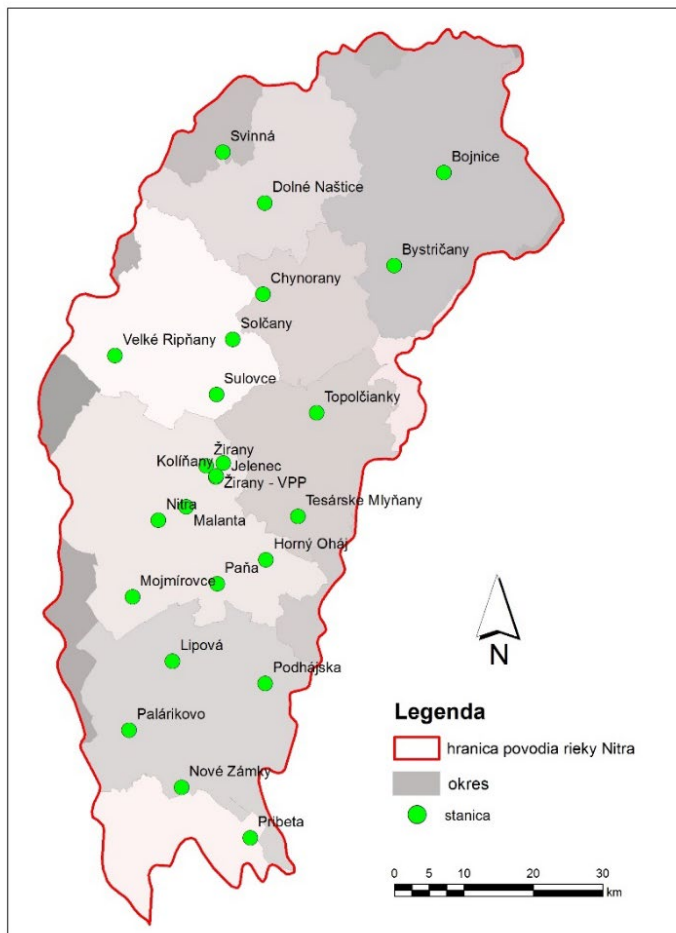 Svinná
Bojnice
Dolné Naštice
Bystričany
Chynorany
Solčany
Veľké Ripňany
Sulovce
Topoľčianky
Žirany
Kolíňany
Jelenec
Žirany - VPP
Nitra
Malanta
Tesárske Mlyňany
Horný Oháj
Paňa
Mojmírovce
Lipová
Podhájska
Palárikovo
Nové Zámky
Pribeta
N
Legenda
hranica povodia rieky Nitra
okres
stanica
0 5 10 20 30
km